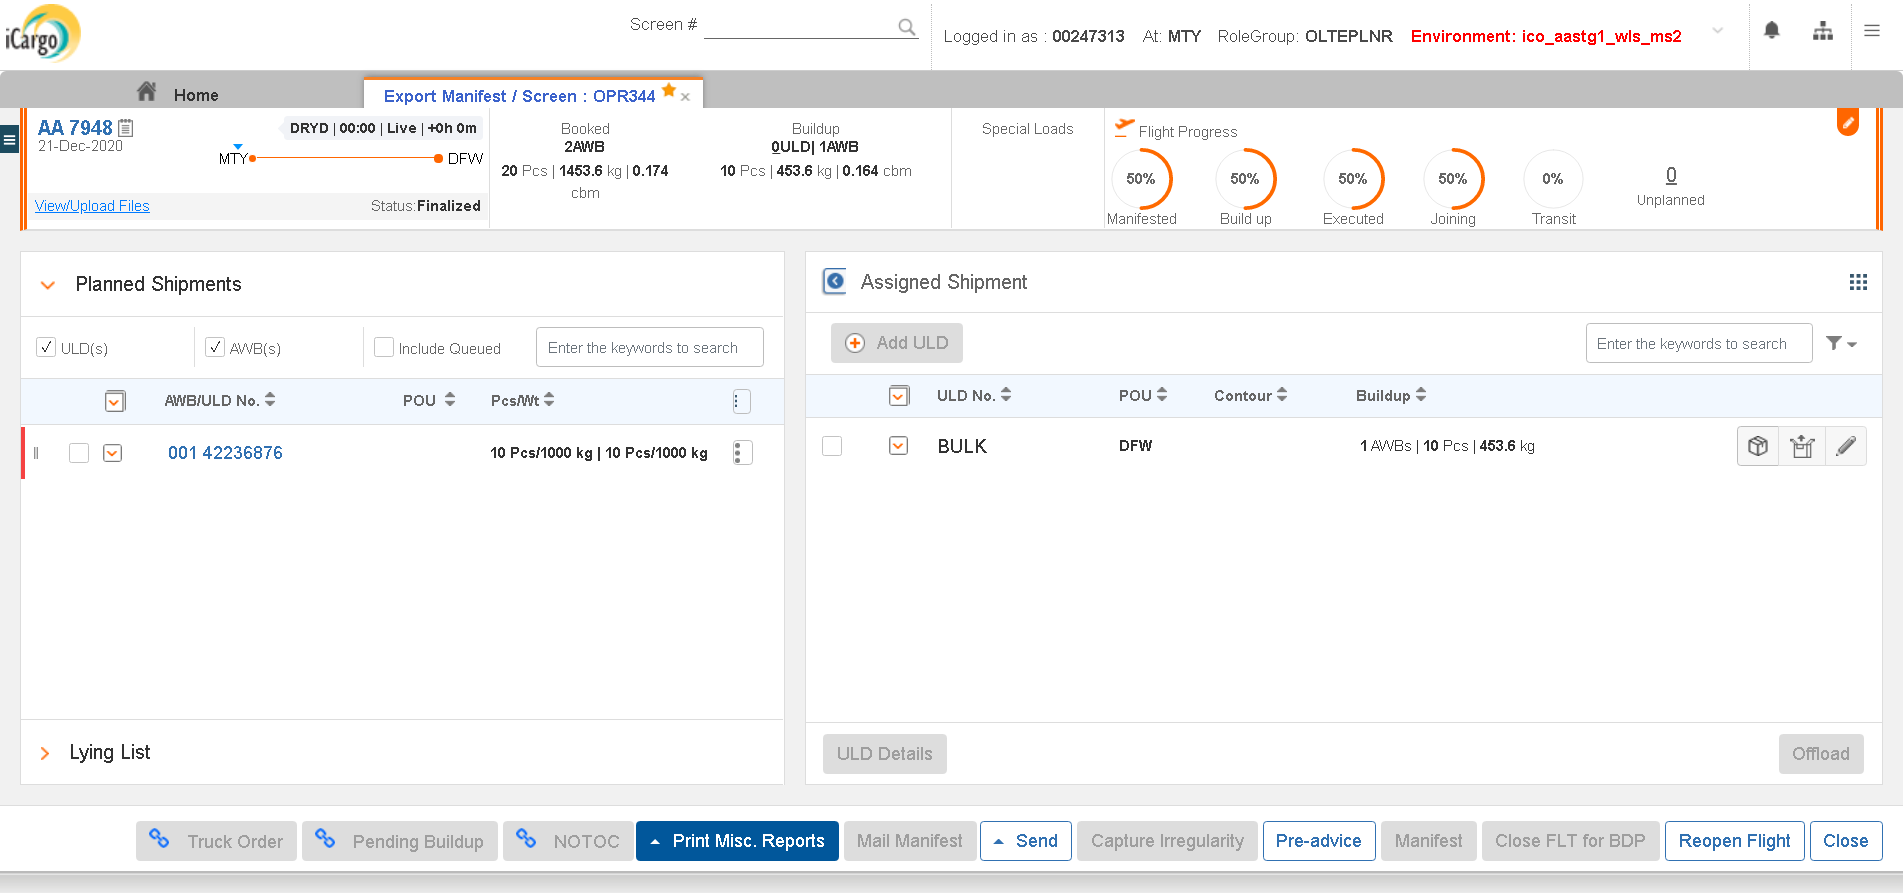 iCargo
Screen #
Logged in as : 00247313 At: MTY RoleGroup: OLTEPLNR Environment: ico_aastg1_wls_ms2
Home
Export Manifest / Screen : OPR344
AA 7948
21-Dec-2020
DRYD | 00:00 | Live | +0h 0m
MTY
DFW
View/Upload Files
Status:Finalized
Booked
2AWB
20 Pcs | 1453.6 kg | 0.174
cbm
Buildup
0ULD| 1AWB
10 Pcs | 453.6 kg | 0.164 cbm
Special Loads
Flight Progress
50% 50% 50% 50% 0% 0
Manifested Build up Executed Joining Transit Unplanned
Planned Shipments
ULD(s) AWB(s) Include Queued Enter the keywords to search
AWB/ULD No. POU Pcs/Wt
001 42236876 10 Pcs/1000 kg | 10 Pcs/1000 kg
Lying List
Assigned Shipment
Add ULD Enter the keywords to search
ULD No. POU Contour Buildup
BULK DFW 1 AWBs | 10 Pcs | 453.6 kg
ULD Details Offload
Truck Order Pending Buildup NOTOC Print Misc. Reports Mail Manifest Send Capture Irregularity Pre-advice Manifest Close FLT for BDP Reopen Flight Close